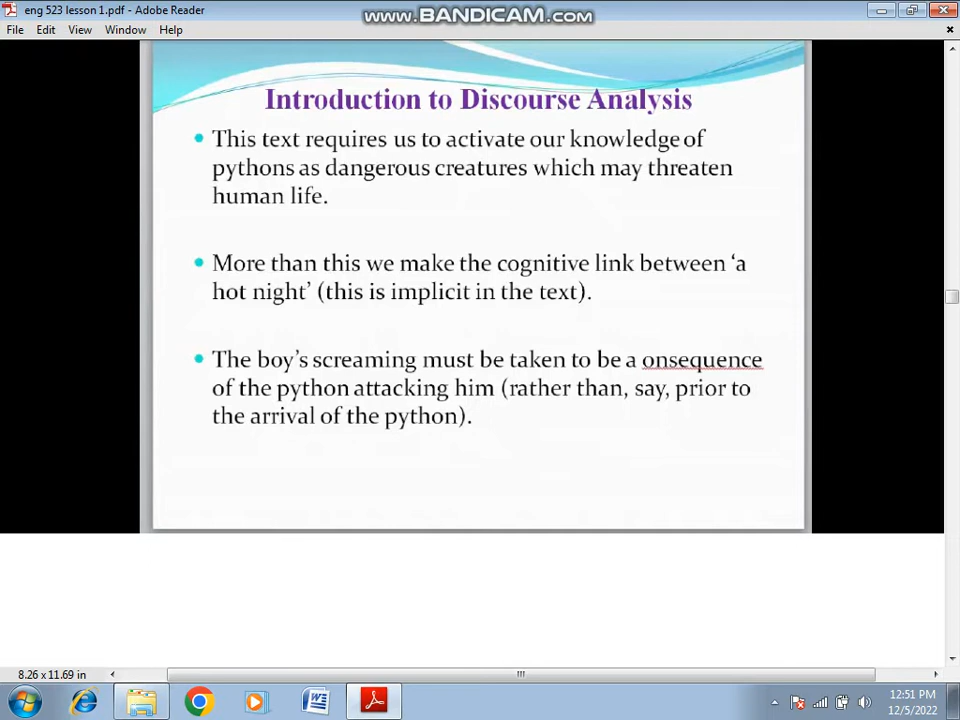 eng 523 lesson 1.pdf - Adobe Reader
www.BANDICAM.com
File Edit View Window Help
Introduction to Discourse Analysis
• This text requires us to activate our knowledge of
pythons as dangerous creatures which may threaten
human life.
• More than this we make the cognitive link between ‘a
hot night’ (this is implicit in the text).
• The boy’s screaming must be taken to be a onsequence
of the python attacking him (rather than, say, prior to
the arrival of the python).
8.26 x 11.69 in
12:51 PM
12/5/2022